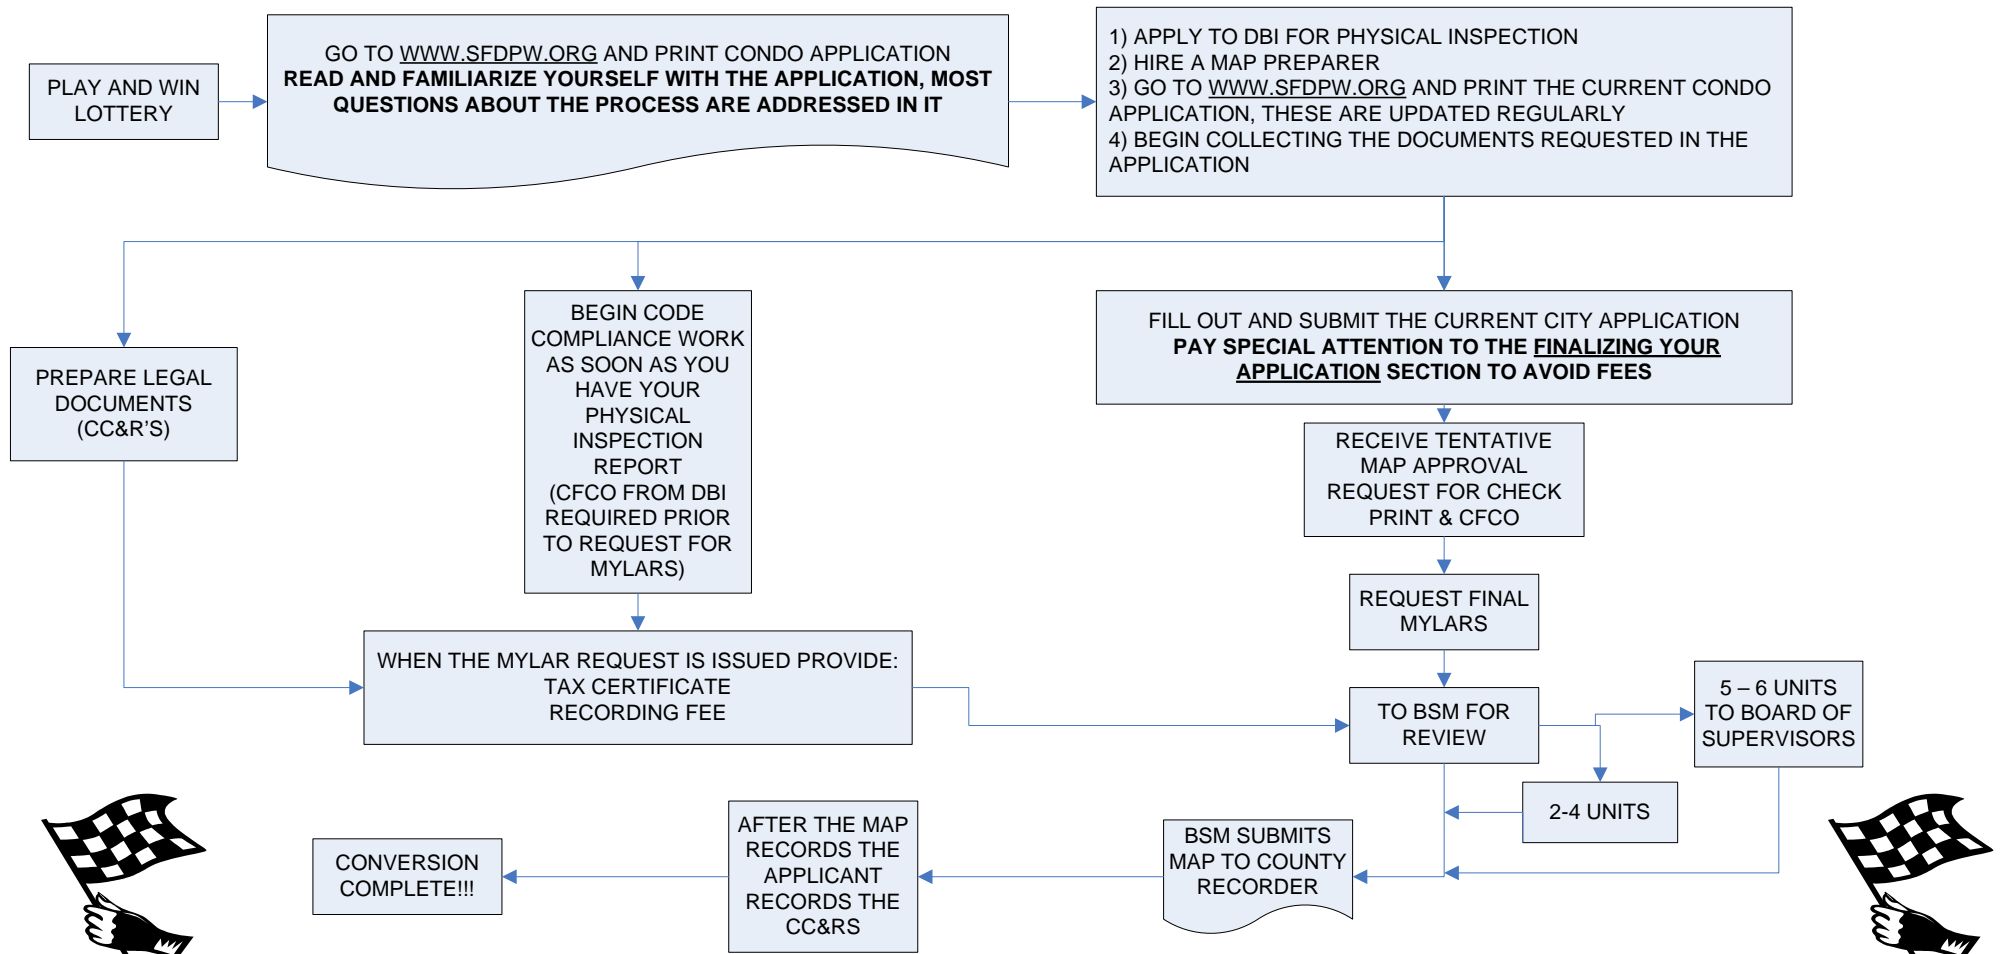 PLAY AND WIN
LOTTERY
GO TO WWW.SFDPW.ORG AND PRINT CONDO APPLICATION
READ AND FAMILIARIZE YOURSELF WITH THE APPLICATION, MOST
QUESTIONS ABOUT THE PROCESS ARE ADDRESSED IN IT
1) APPLY TO DBI FOR PHYSICAL INSPECTION
2) HIRE A MAP PREPARER
3) GO TO WWW.SFDPW.ORG AND PRINT THE CURRENT CONDO
APPLICATION, THESE ARE UPDATED REGULARLY
4) BEGIN COLLECTING THE DOCUMENTS REQUESTED IN THE
APPLICATION
PREPARE LEGAL
DOCUMENTS
(CC&R'S)
BEGIN CODE
COMPLIANCE WORK
AS SOON AS YOU
HAVE YOUR
PHYSICAL
INSPECTION
REPORT
(CFCO FROM DBI
REQUIRED PRIOR
TO REQUEST FOR
MYLARS)
FILL OUT AND SUBMIT THE CURRENT CITY APPLICATION
PAY SPECIAL ATTENTION TO THE FINALIZING YOUR
APPLICATION SECTION TO AVOID FEES
RECEIVE TENTATIVE
MAP APPROVAL
REQUEST FOR CHECK
PRINT & CFCO
REQUEST FINAL
MYLARS
WHEN THE MYLAR REQUEST IS ISSUED PROVIDE:
TAX CERTIFICATE
RECORDING FEE
TO BSM FOR
REVIEW
5 – 6 UNITS
TO BOARD OF
SUPERVISORS
2-4 UNITS
BSM SUBMITS
MAP TO COUNTY
RECORDER
AFTER THE MAP
RECORDS THE
APPLICANT
RECORDS THE
CC&RS
CONVERSION
COMPLETE!!!